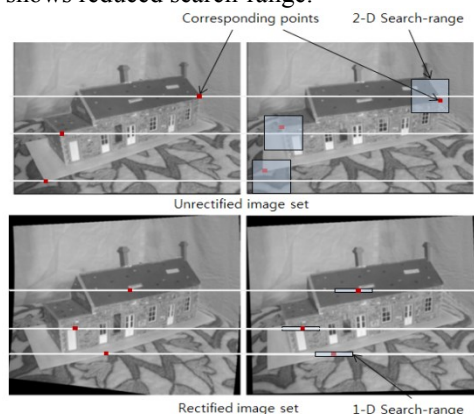 shows reduced search range.
Corresponding points 2-D Search-range
Unrectified image set
Rectified image set 1-D Search-range